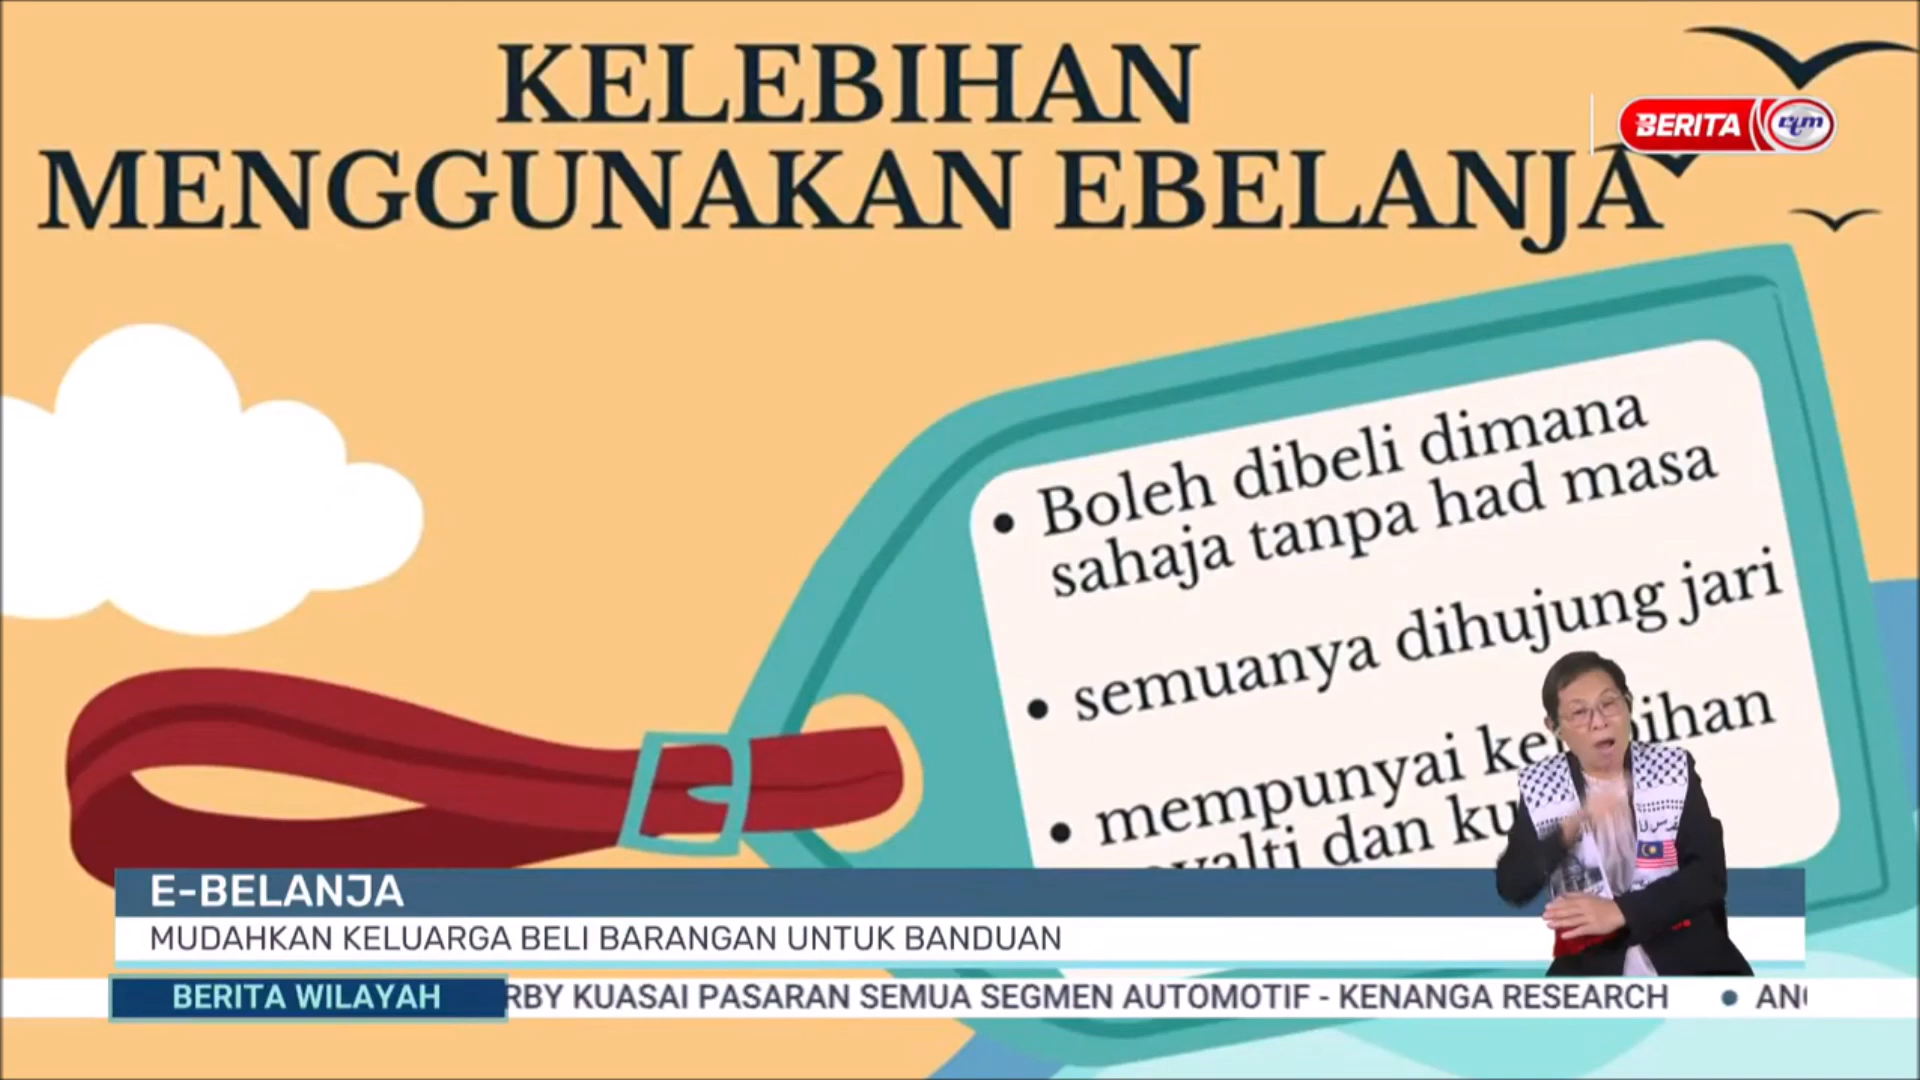 KELEBIHAN
MENGGUNAKAN EBELANJA
BERITA rtm
• Boleh dibeli dimana
sahaja tanpa had masa
• semuanya dihujung jari
• mempunyai
dan
E-BELANJA
MUDAHKAN KELUARGA BELI BARANGAN UNTUK BANDUAN
BERITA WILAYAH
KUASAI PASARAN SEMUA SEGMEN AUTOMOTIF - KENANGA RESEARCH •